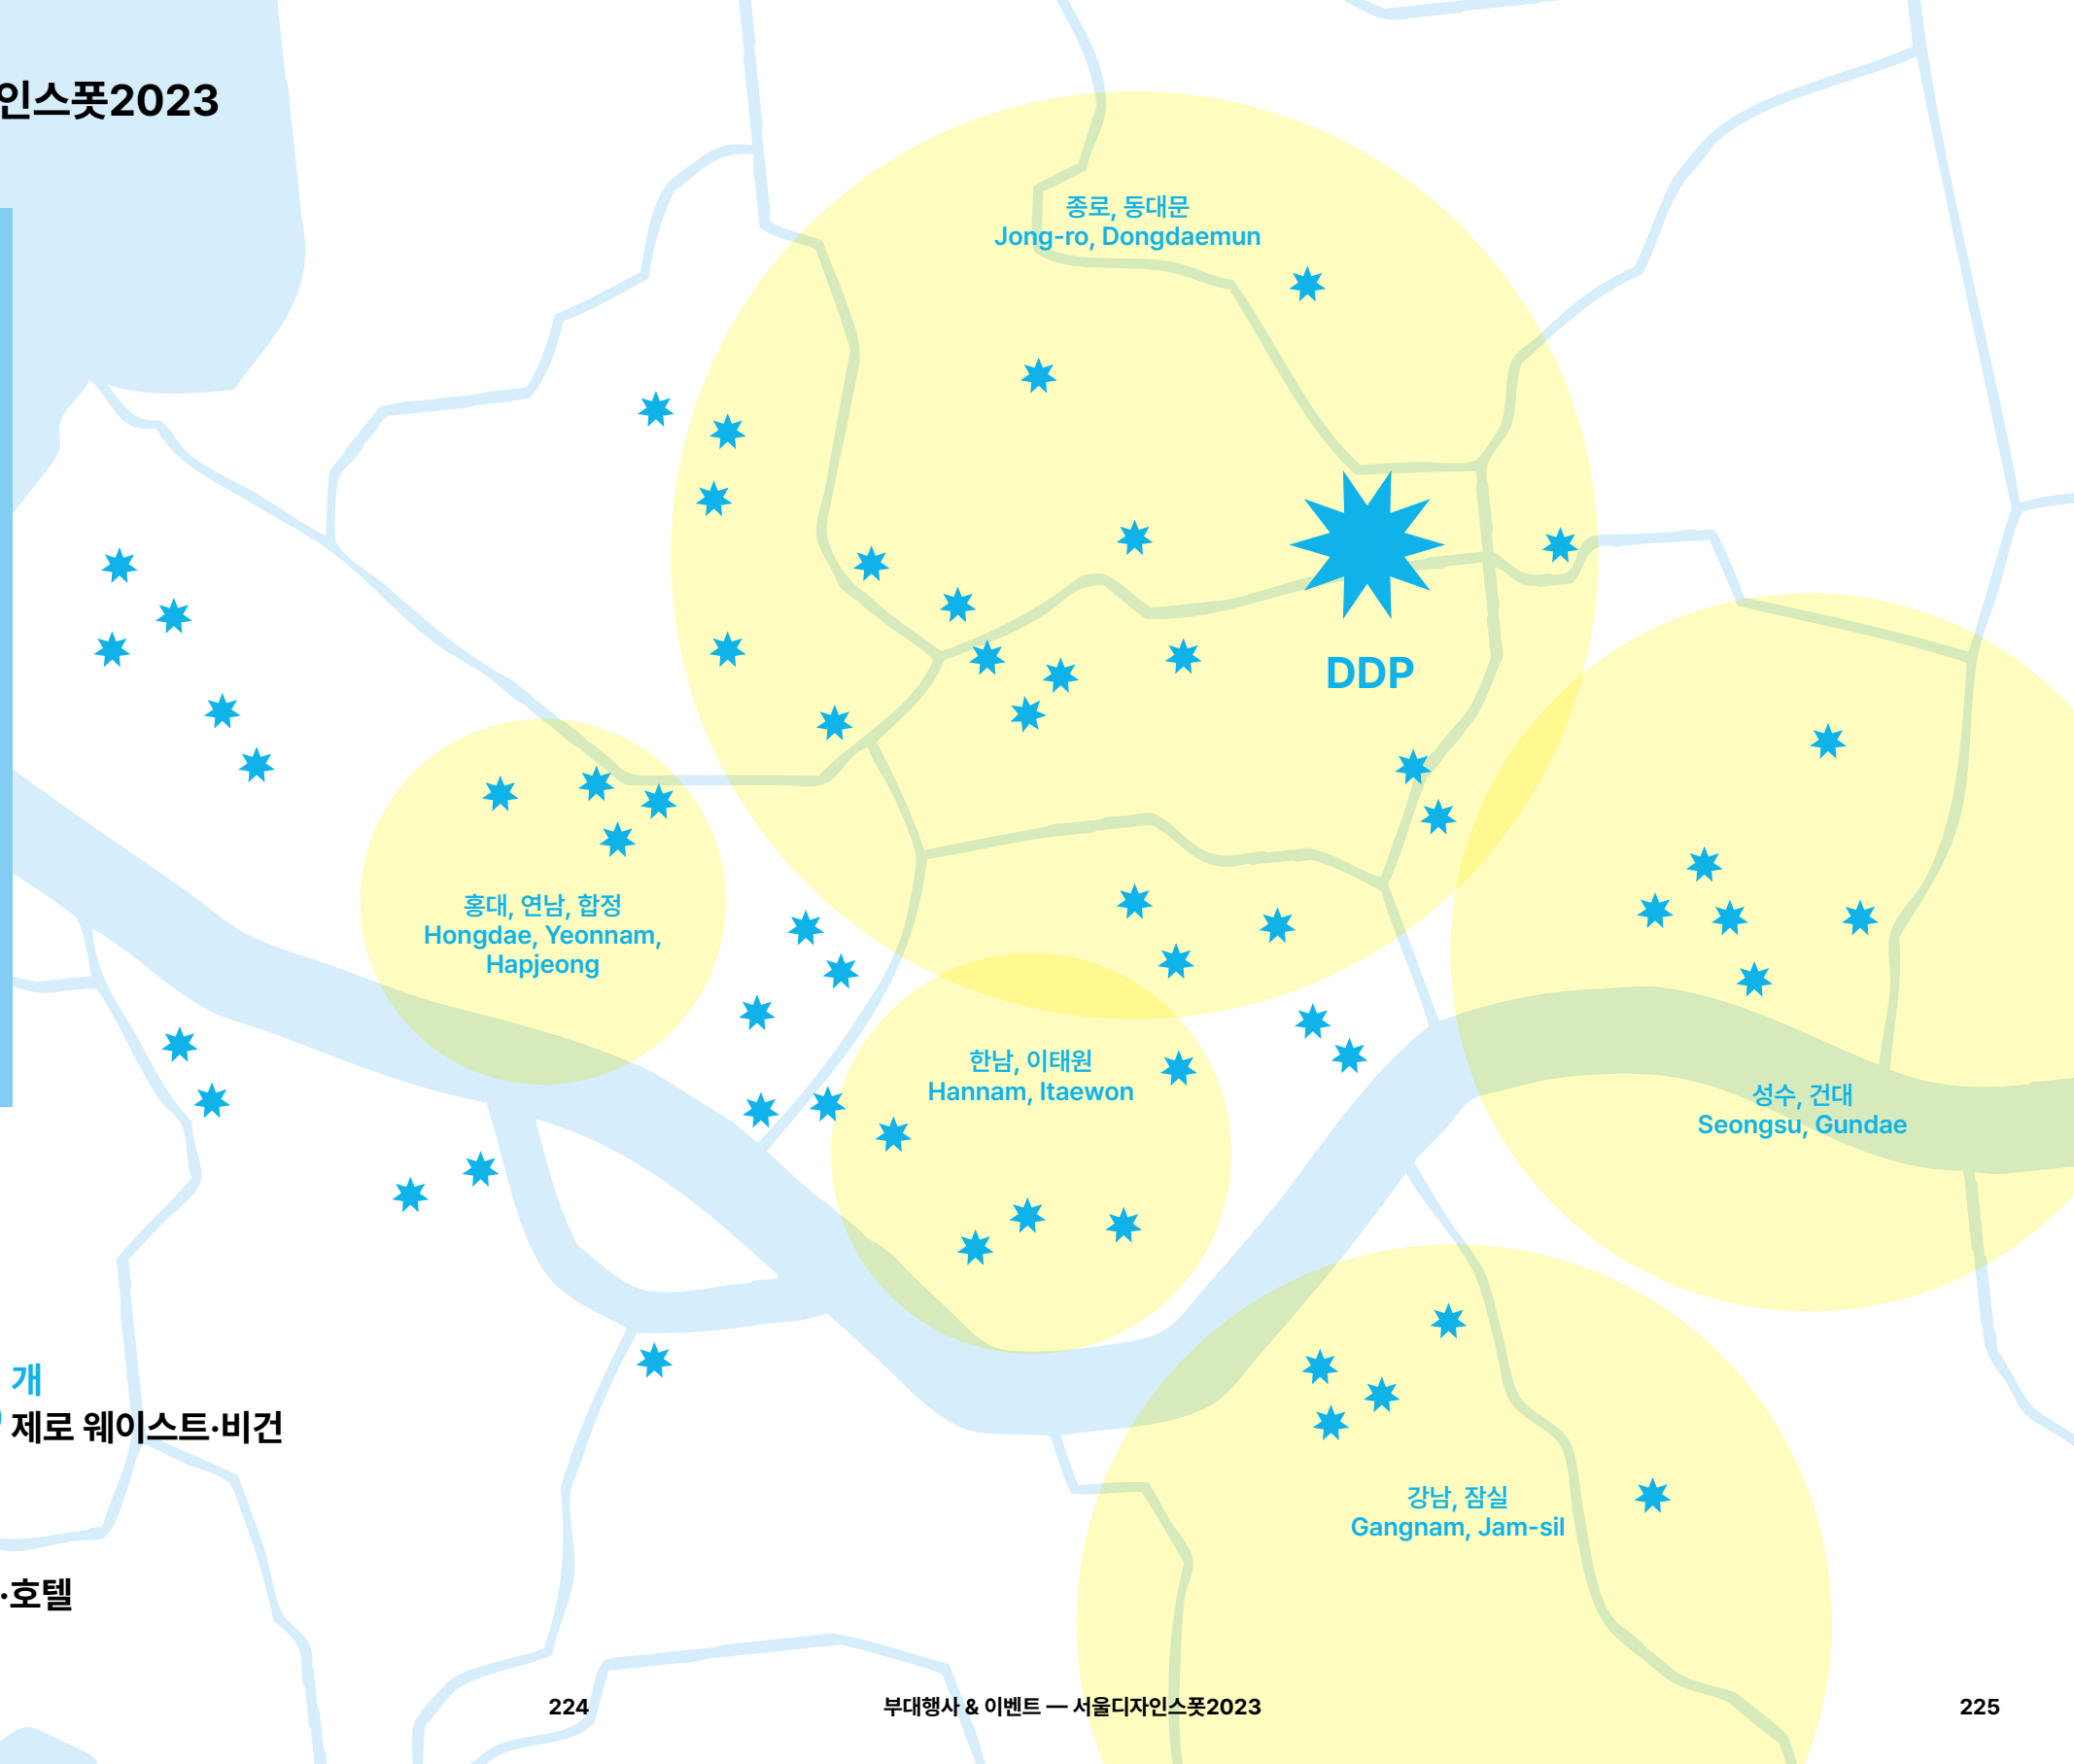 인스폿2023
종로, 동대문
Jong-ro, Dongdaemun
DDP
홍대, 연남, 합정
Hongdae, Yeonnam,
Hapjeong
한남, 이태원
Hannam, Itaewon
성수, 건대
Seongsu, Gundae
개
제로 웨이스트·비건
강남, 잠실
Gangnam, Jam-sil
·호텔
224
부대행사 & 이벤트 — 서울디자인스폿2023
225